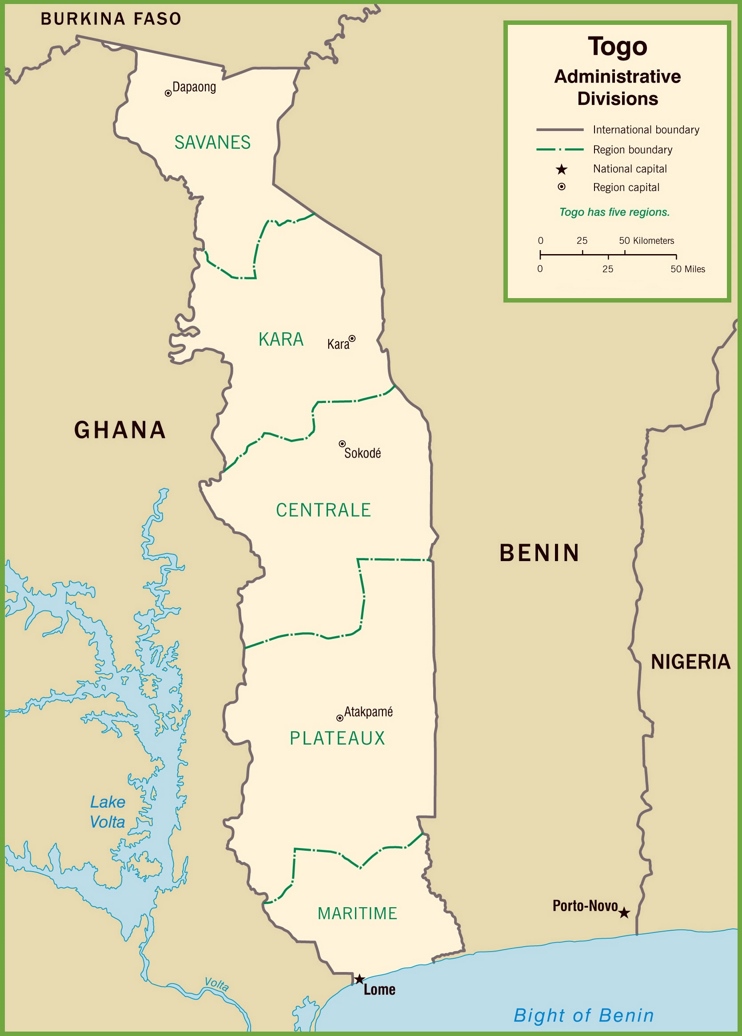 BURKINA FASO
Togo
Administrative
Divisions
International boundary
Region boundary
National capital
Region capital
Togo has five regions.
0 25 50 Kilometers
0 25 50 Miles
Dapaong
SAVANES
KARA
Kara
GHANA
Sokodé
CENTRALE
BENIN
NIGERIA
Atakpamé
PLATEAUX
Lake
Volta
Porto-Novo
MARITIME
Volta
Lome
Bight of Benin